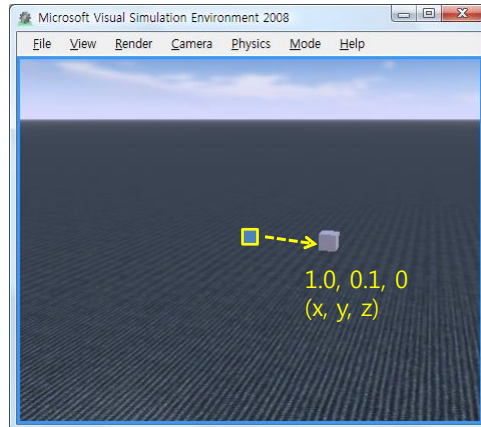 Microsoft Visual Simulation Environment 2008
File View Render Camera Physics Mode Help
1.0, 0.1, 0
(x, y, z)